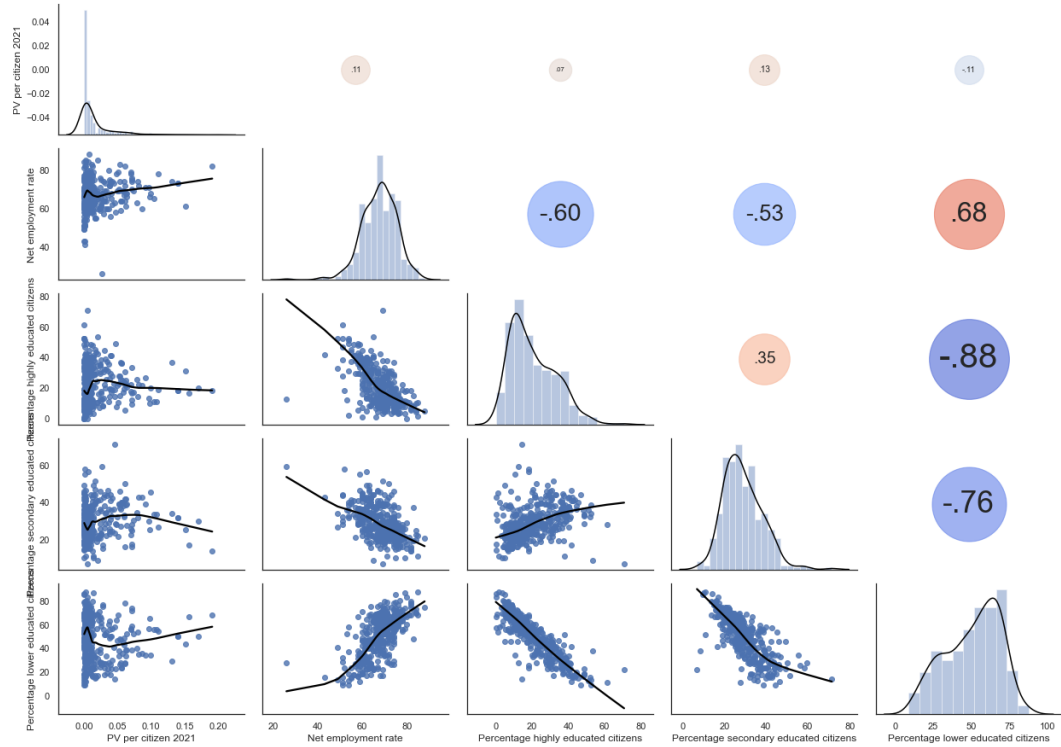 PV per citizen 2021
0.04
0.02
0.00
−0.02
−0.04
.11
.07
.13
-.11
Net employment rate
80
60
40
-.60
-.53
.68
Percentage highly educated citizens
80
60
40
20
0
.35
-.88
Percentage secondary educated citizens
60
40
20
-.76
Percentage lower educated citizens
80
60
40
20
0
0.00 0.05 0.10 0.15 0.20
20 40 60 80
0 20 40 60 80
0 20 40 60 80
0 25 50 75 100
PV per citizen 2021
Net employment rate
Percentage highly educated citizens
Percentage secondary educated citizens
Percentage lower educated citizens